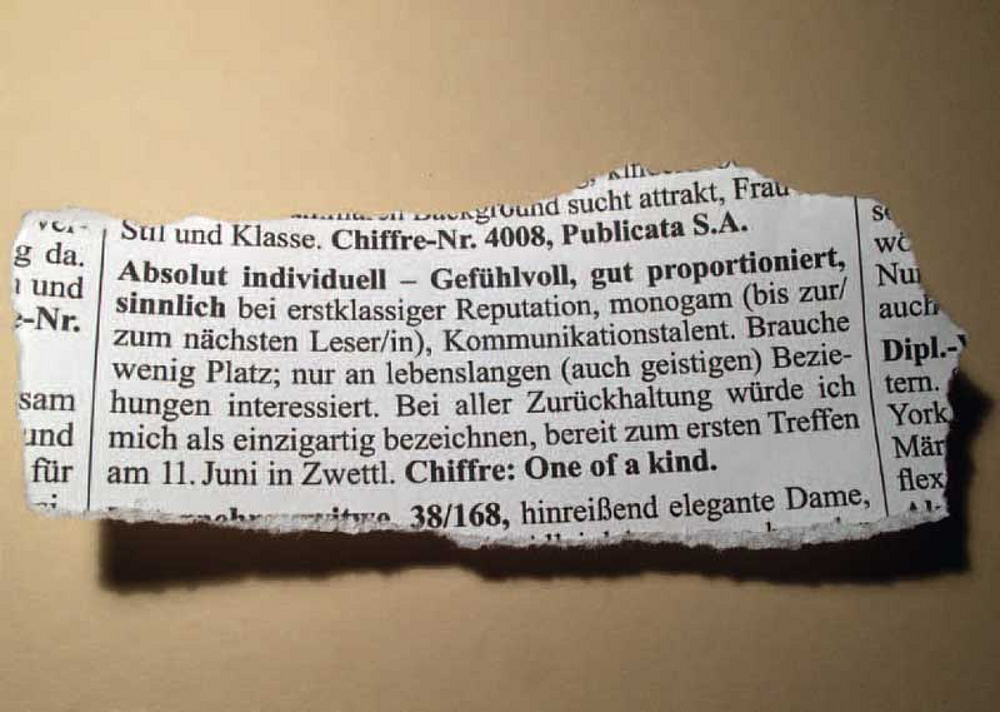 sucht attrakt, Frau
Stil und Klasse. Chiffre-Nr. 4008, Publicata S.A.
Absolut individuell – Gefühlvoll, gut proportioniert,
sinnlich bei erstklassiger Reputation, monogam (bis zur/
zum nächsten Leser/in), Kommunikationstalent. Brauche
wenig Platz; nur an lebenslangen (auch geistigen) Bezie-
hungen interessiert. Bei aller Zurückhaltung würde ich
mich als einzigartig bezeichnen, bereit zum ersten Treffen
am 11. Juni in Zwettl. Chiffre: One of a kind.
38/168, hinreißend elegante Dame,
g da.
und
-Nr.
sam
und
für
auch
Dipl.-
tern.
York
Mär
flex